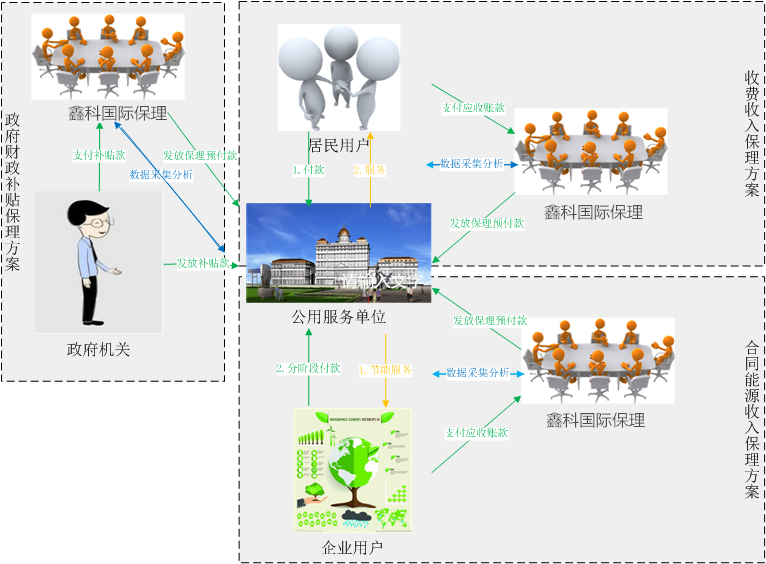 政府财政补贴保理方案
鑫科国际保理
支付补贴款
发放保理预付款
数据采集分析
发放补贴款
政府机关
收费收入保理方案
居民用户
1.付款
2.服务
支付应收账款
数据采集分析
鑫科国际保理
发放保理预付款
请输入文字
公用服务单位
合同能源收入保理方案
发放保理预付款
2.分阶段付款
1.节能服务
数据采集分析
鑫科国际保理
支付应收账款
企业用户